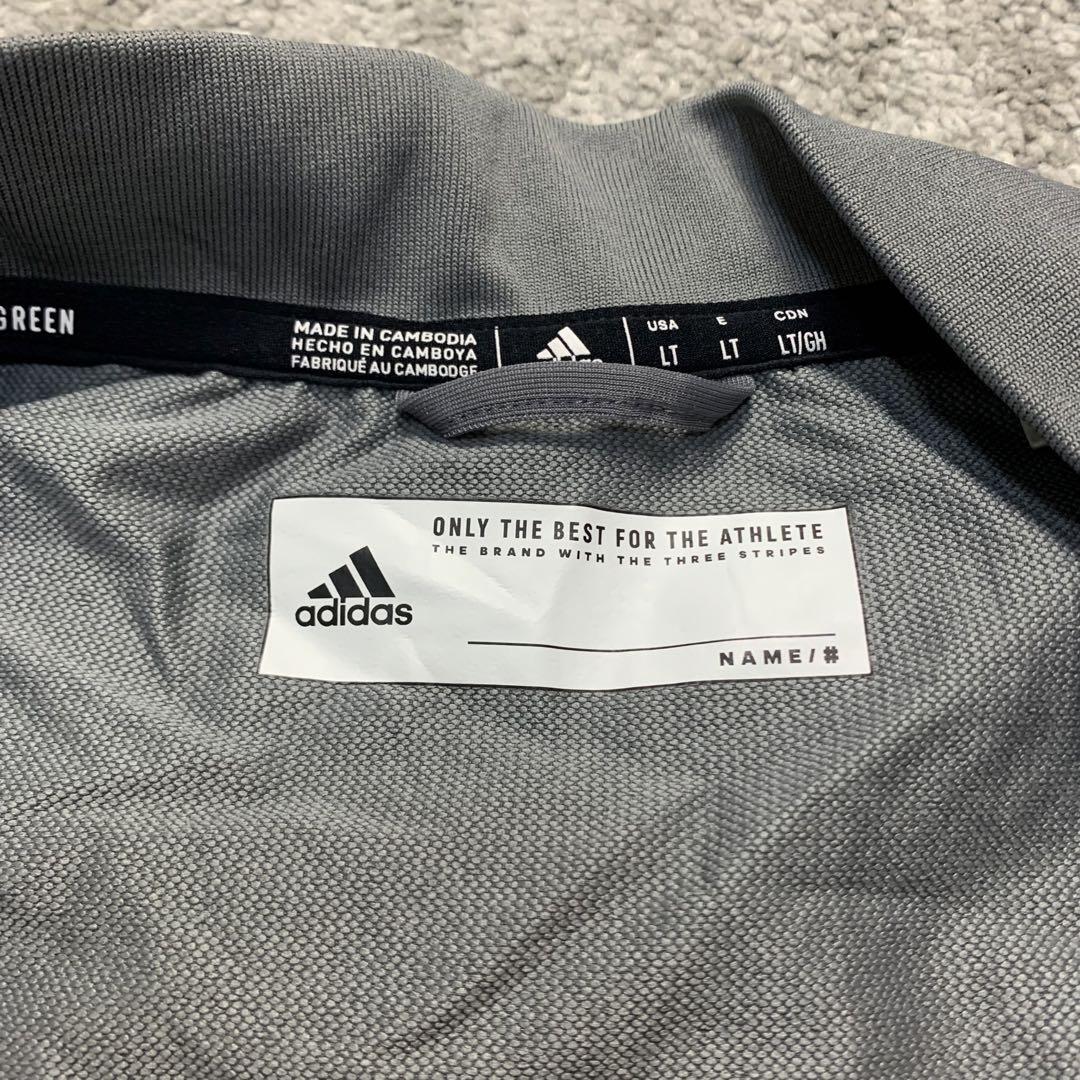 GREEN
MADE IN CAMBODIA
HECHO EN CAMBOYA
FABRIQUÉ AU CAMBODGE
adidas
USA
LT
E
LT
CDN
LT/GH
ONLY THE BEST FOR THE ATHLETE
THE BRAND WITH THE THREE STRIPES
adidas
NAME/#